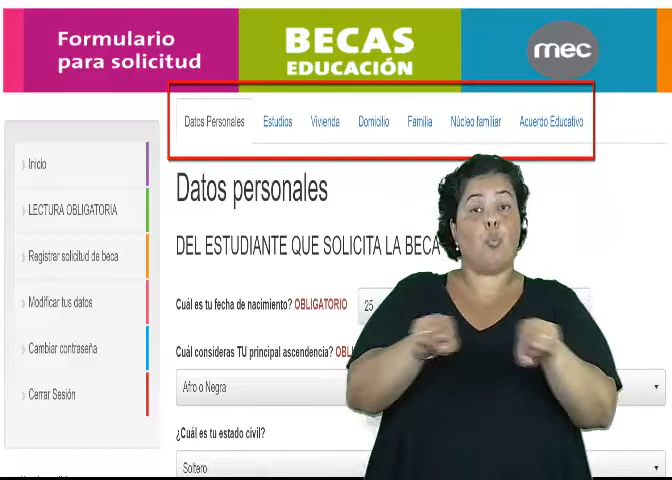 Formulario
para solicitud
BECAS
EDUCACIÓN
mec
Datos Personales
Estudios
Vivienda
Domicilio
Familia
Núcleo familiar
Acuerdo Educativo
Inicio
LECTURA OBLIGATORIA
Registrar solicitud de beca
Modificar tus datos
Cambiar contraseña
Cerrar Sesión
Datos personales
DEL ESTUDIANTE QUE SOLICITA LA BECA
Cuál es tu fecha de nacimiento? OBLIGATORIO
25
Cuál consideras TU principal ascendencia? OBL
Afro o Negra
¿Cuál es tu estado civil?
Soltero